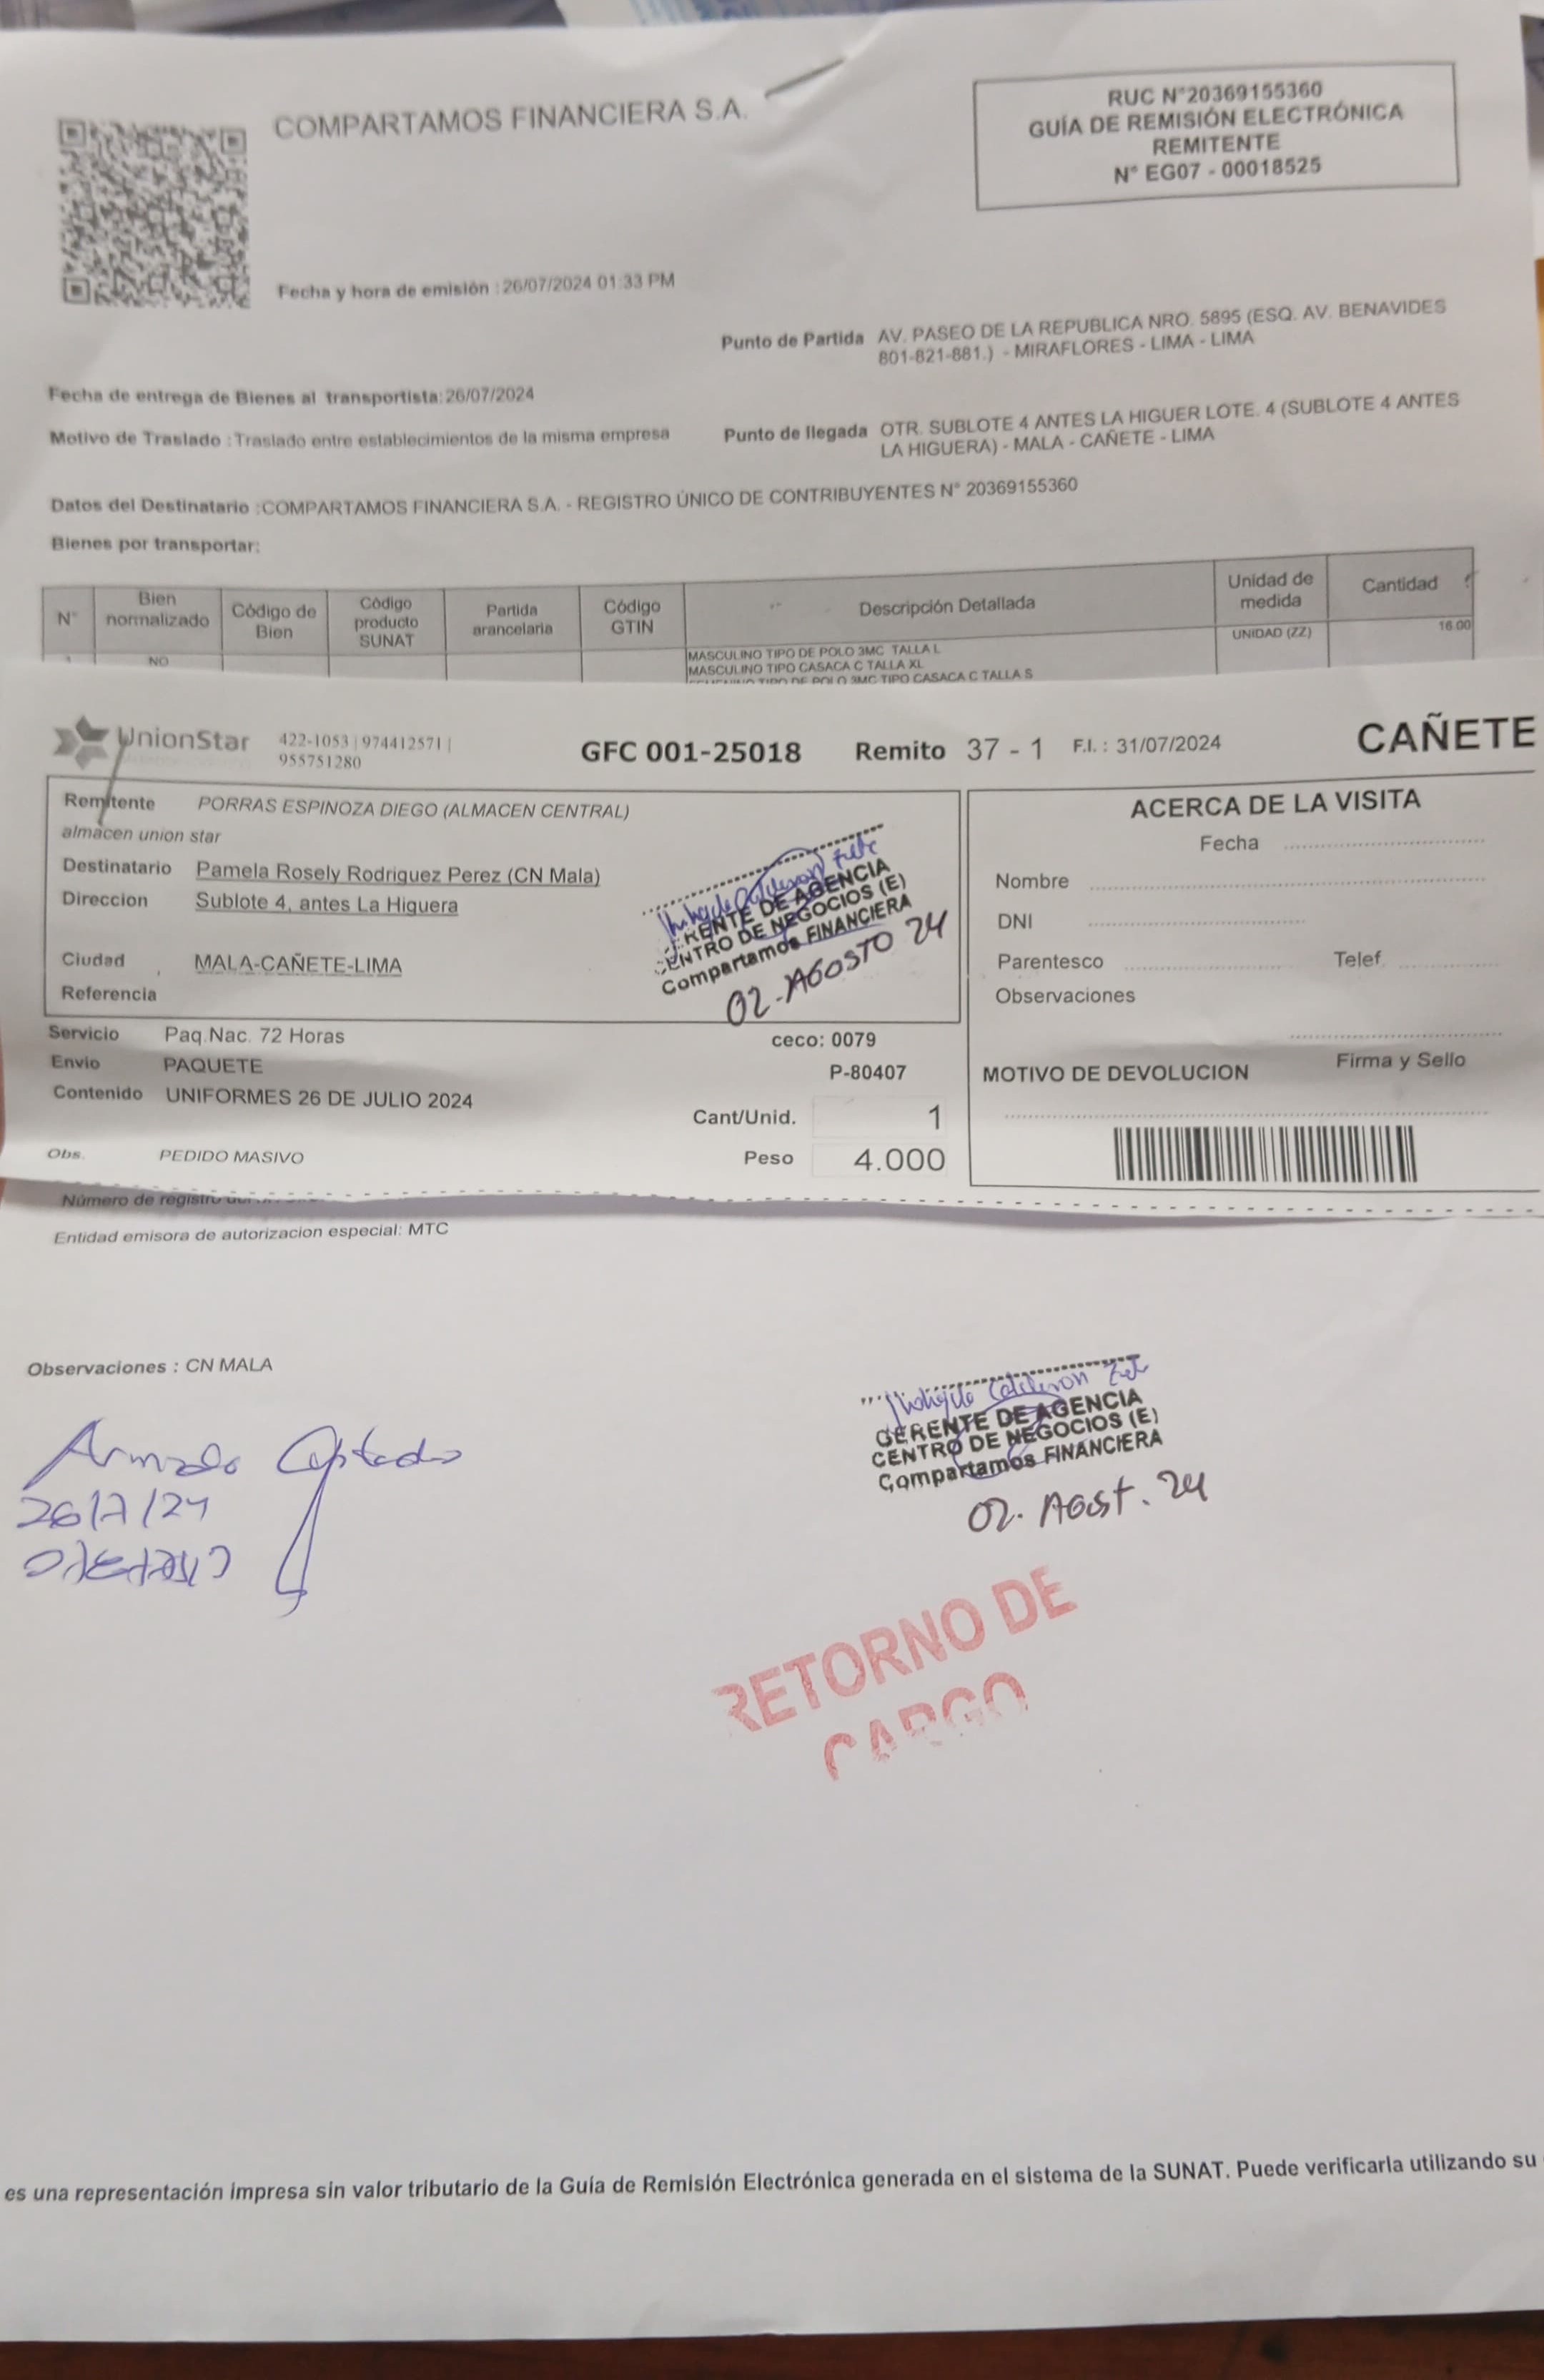 COMPARTAMOS FINANCIERA S.A.
RUC N°20369155360
GUÍA DE REMISIÓN ELECTRÓNICA
REMITENTE
N° EG07 - 00018525
Fecha y hora de emisión : 26/07/2024 01:33 PM
Punto de Partida AV. PASEO DE LA REPUBLICA NRO. 5895 (ESQ. AV. BENAVIDES
801-821-881.) - MIRAFLORES - LIMA - LIMA
Fecha de entrega de Bienes al transportista: 26/07/2024
Motivo de Traslado : Traslado entre establecimientos de la misma empresa
Punto de llegada OTR. SUBLOTE 4 ANTES LA HIGUER LOTE. 4 (SUBLOTE 4 ANTES
LA HIGUERA) - MALA - CAÑETE - LIMA
Datos del Destinatario : COMPARTAMOS FINANCIERA S.A. - REGISTRO ÚNICO DE CONTRIBUYENTES N° 20369155360
Bienes por transportar:
N° Bien normalizado Código de Bien Código producto SUNAT Partida arancelaria Código GTIN Descripción Detallada Unidad de medida Cantidad
NO MASCULINO TIPO DE POLO 3MC TALLA L UNIDAD (ZZ) 16.00
MASCULINO TIPO CASACA C TALLA XL
TIPO DE POLO 3MC TIPO CASACA C TALLA S
UnionStar 422-1053 | 974412571 |
955751280
GFC 001-25018 Remito 37 - 1 F.I. : 31/07/2024 CAÑETE
Remitente PORRAS ESPINOZA DIEGO (ALMACEN CENTRAL)
almacen union star
Destinatario Pamela Rosely Rodriguez Perez (CN Mala)
Direccion Sublote 4, antes La Higuera
Ciudad MALA-CAÑETE-LIMA
Referencia
DE AGENCIA
DE NEGOCIOS (E)
Compartamos FINANCIERA
02-AGOSTO 24
Servicio Paq.Nac. 72 Horas
ceco: 0079
Envio PAQUETE
P-80407
Contenido UNIFORMES 26 DE JULIO 2024
Cant/Unid. 1
Obs. PEDIDO MASIVO
Peso 4.000
ACERCA DE LA VISITA
Fecha
Nombre
DNI
Parentesco Telef.
Observaciones
Firma y Sello
MOTIVO DE DEVOLUCION
Número de registro
Entidad emisora de autorizacion especial: MTC
Observaciones : CN MALA
26/7/24
Calderon
GERENTE DE AGENCIA
CENTRO DE NEGOCIOS (E)
Compartamos FINANCIERA
02. Agost. 24
RETORNO DE
CARGO
es una representación impresa sin valor tributario de la Guía de Remisión Electrónica generada en el sistema de la SUNAT. Puede verificarla utilizando su